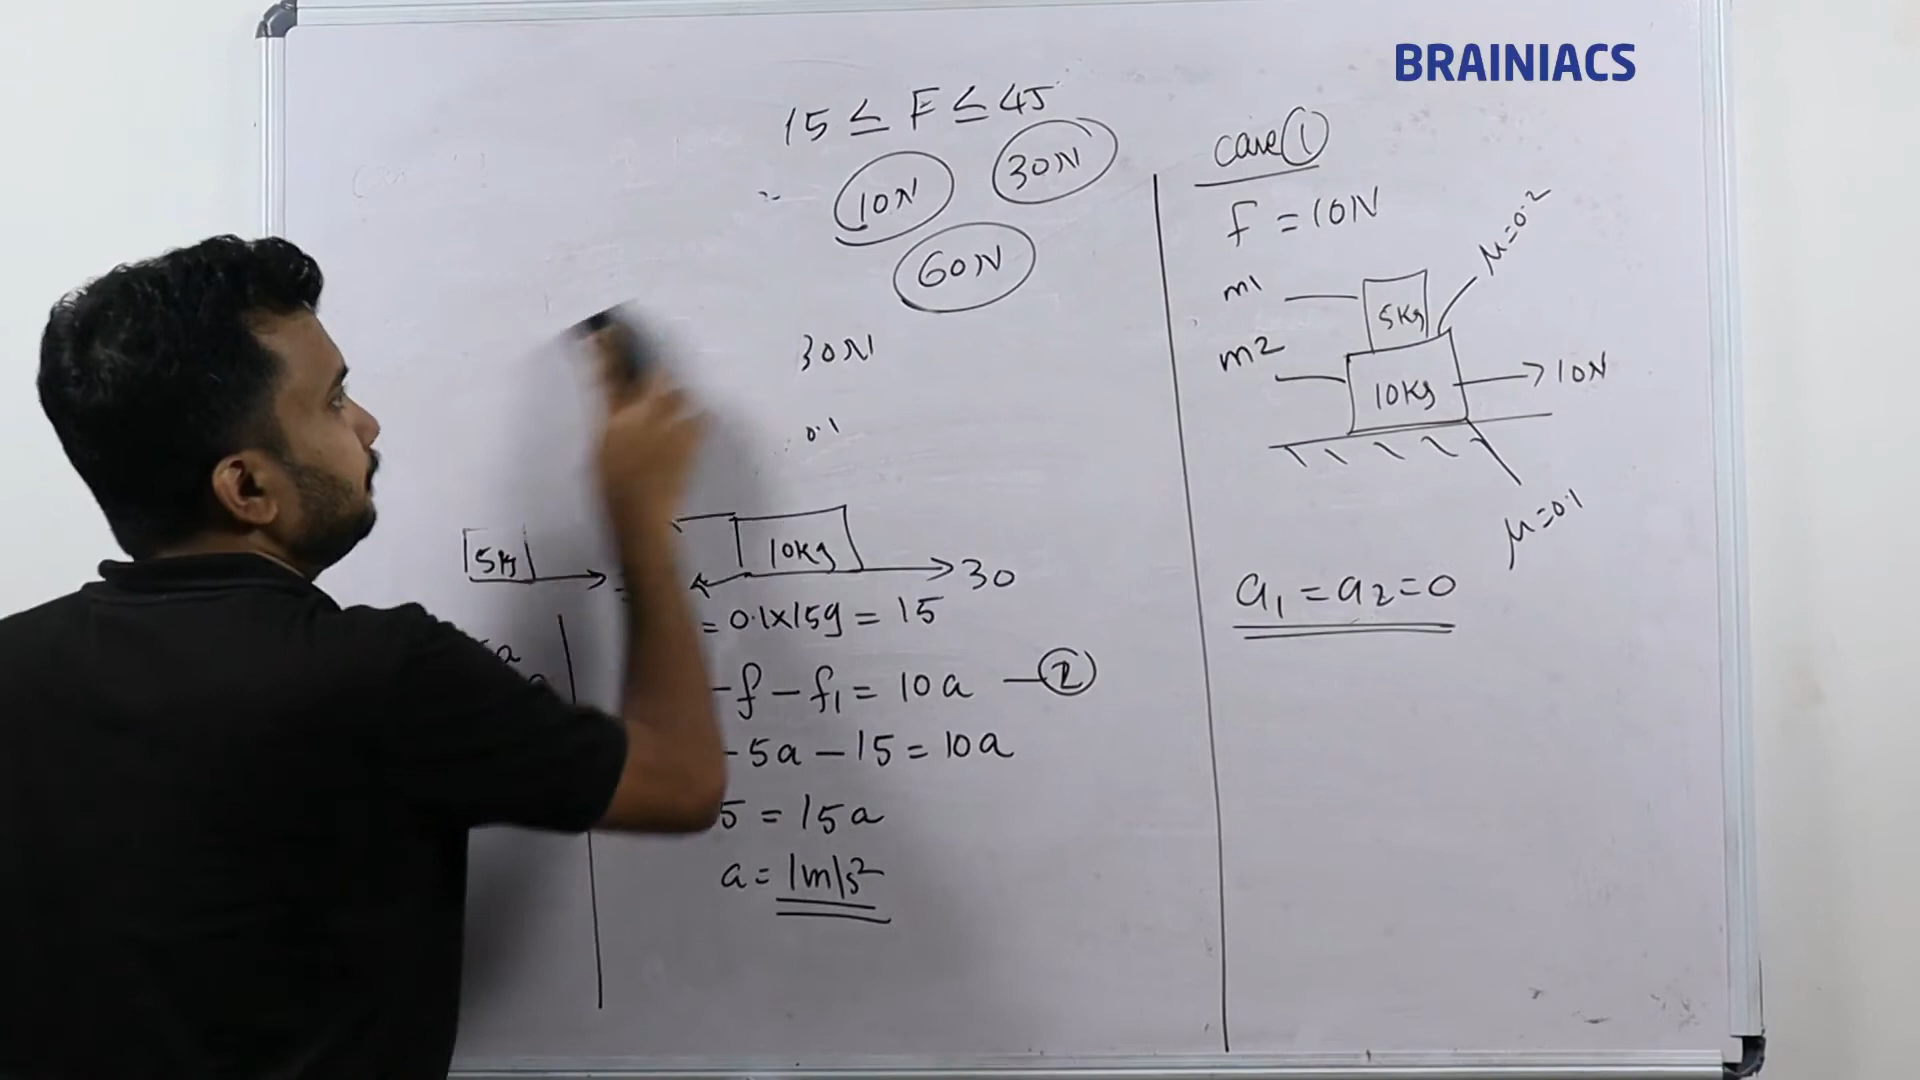 BRAINIACS
15 ≤ F ≤ 45
10N
30N
60N
30N
0.1
5kg
10kg
30
= 0.1x15g = 15
a
- f - f₁ = 10a — ②
- 5a - 15 = 10a
5 = 15a
a = 1m/s²
case ①
f = 10N
μ=0.2
m1
5kg
m2
10kg
10N
μ=0.1
a₁ = a₂ = 0